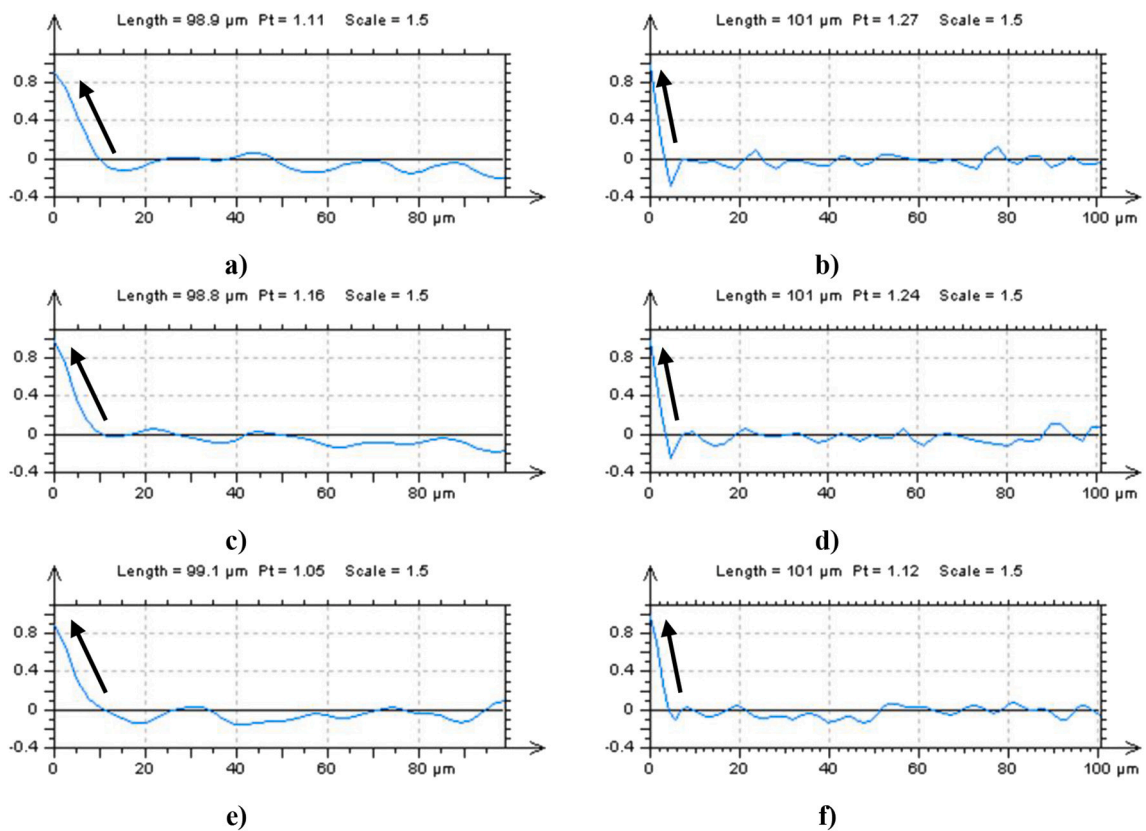 Length = 98.9 µm Pt = 1.11 Scale = 1.5
0.8
0.4
0
-0.4
0 20 40 60 80 µm
a)
Length = 101 µm Pt = 1.27 Scale = 1.5
0.8
0.4
0
-0.4
0 20 40 60 80 100 µm
b)
Length = 98.8 µm Pt = 1.16 Scale = 1.5
0.8
0.4
0
-0.4
0 20 40 60 80 µm
c)
Length = 101 µm Pt = 1.24 Scale = 1.5
0.8
0.4
0
-0.4
0 20 40 60 80 100 µm
d)
Length = 99.1 µm Pt = 1.05 Scale = 1.5
0.8
0.4
0
-0.4
0 20 40 60 80 µm
e)
Length = 101 µm Pt = 1.12 Scale = 1.5
0.8
0.4
0
-0.4
0 20 40 60 80 100 µm
f)